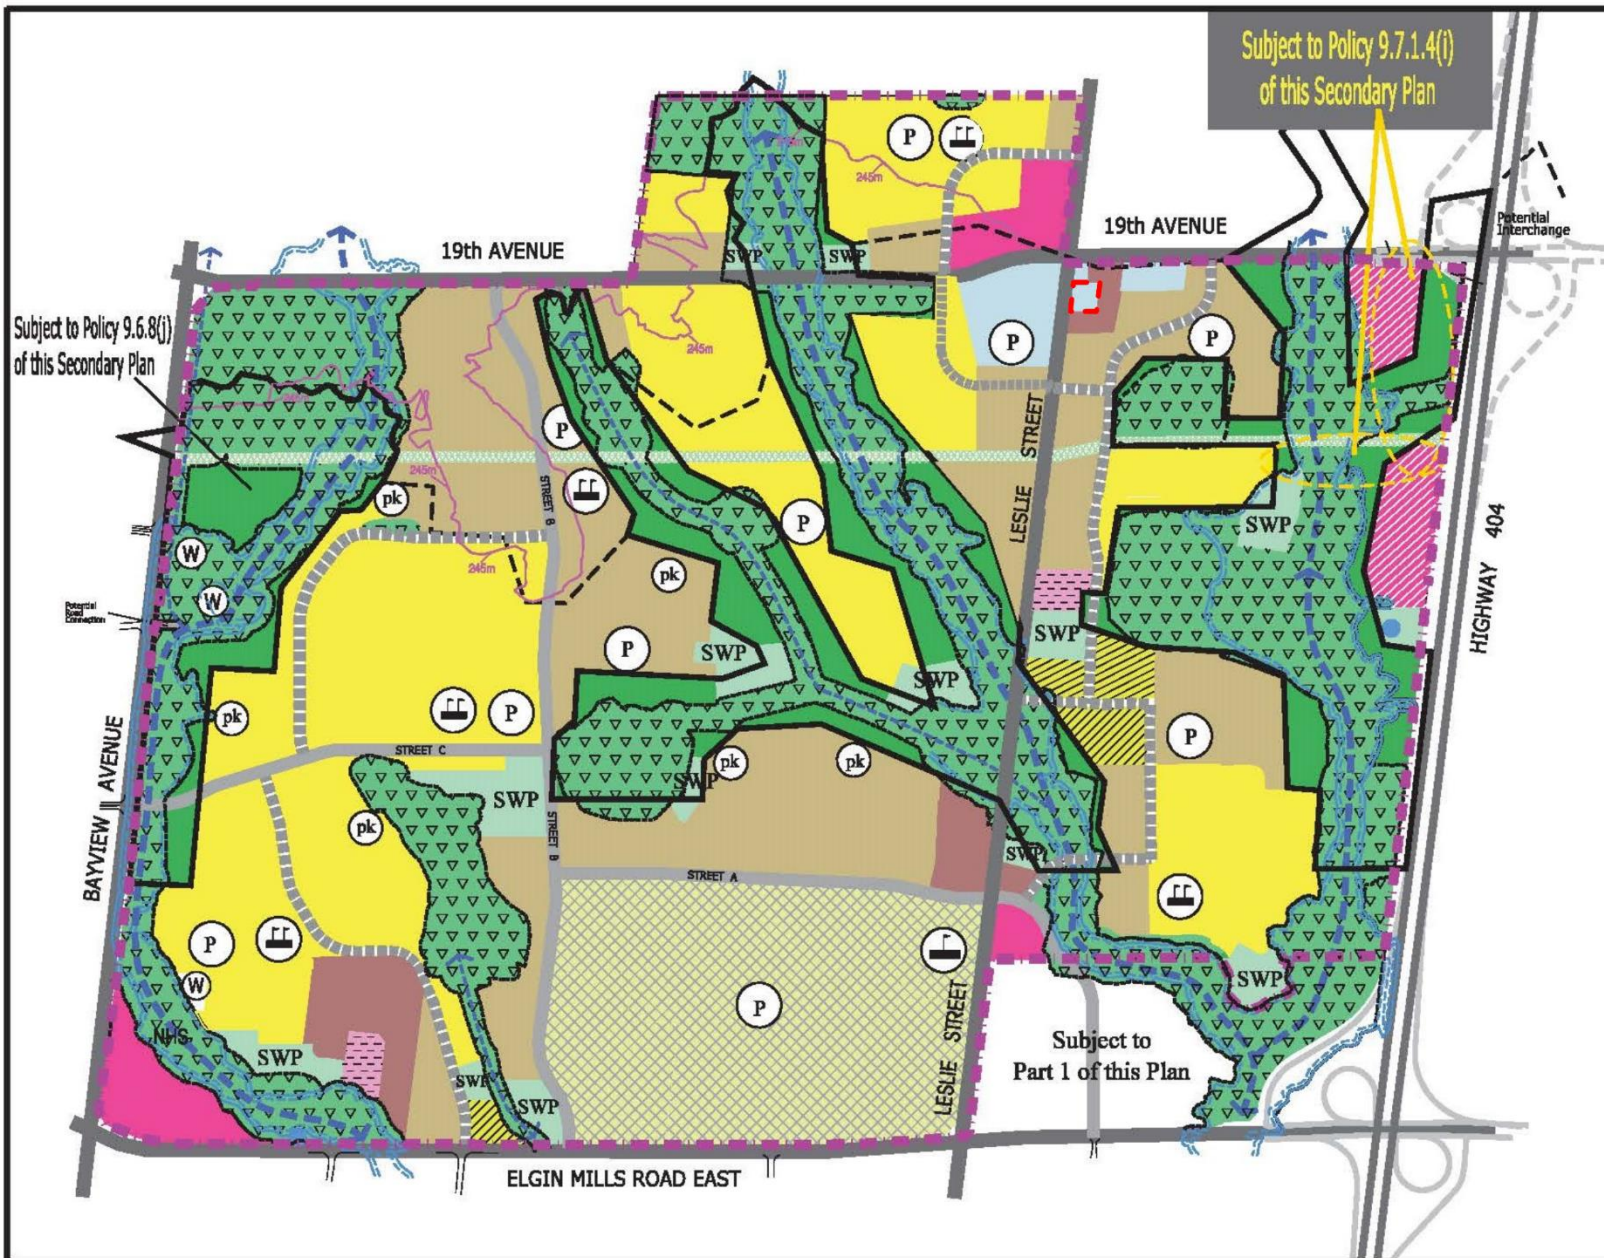 Subject to Policy 9.7.1.4(i)
of this Secondary Plan
P
245m
19th AVENUE
19th AVENUE
Potential
Interchange
SWP
SWP
Subject to Policy 9.6.8(j)
of this Secondary Plan
P
P
245m
STREET
LESLIE
P
245m
pk
STREET B
P
SWP
HIGHWAY 404
W
245m
pk
W
Potential
Road
Connection
SWP
P
SWP
SWP
pk
P
P
BAYVIEW AVENUE
STREET C
pk
pk
SWP
SWP
pk
STREET B
SWP
STREET A
P
W
P
SWP
LESLIE STREET
NHS
SWP
Subject to
Part 1 of this Plan
SWP
SWP
ELGIN MILLS ROAD EAST